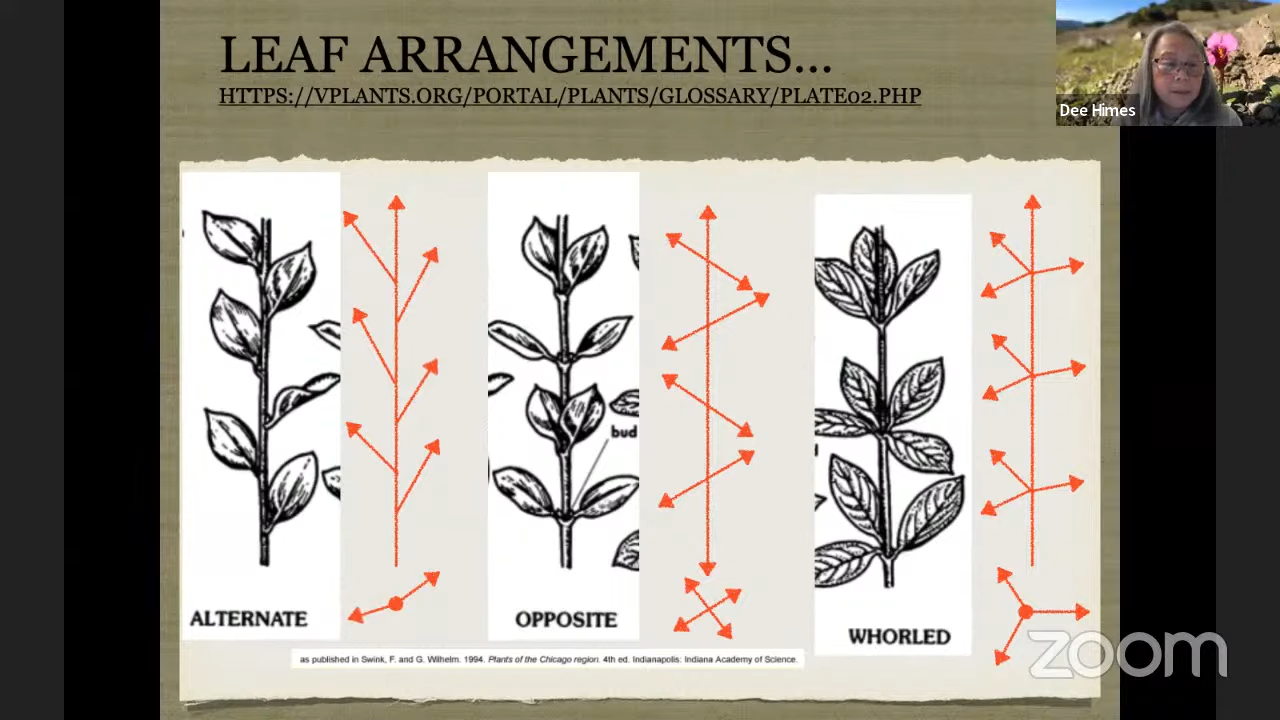 LEAF ARRANGEMENTS...
HTTPS://VPLANTS.ORG/PORTAL/PLANTS/GLOSSARY/PLATE02.PHP
Dee Himes
bud
ALTERNATE
OPPOSITE
WHORLED
as published in Swink, F. and G. Wilhelm. 1994. Plants of the Chicago region. 4th ed. Indianapolis: Indiana Academy of Science.
zoom